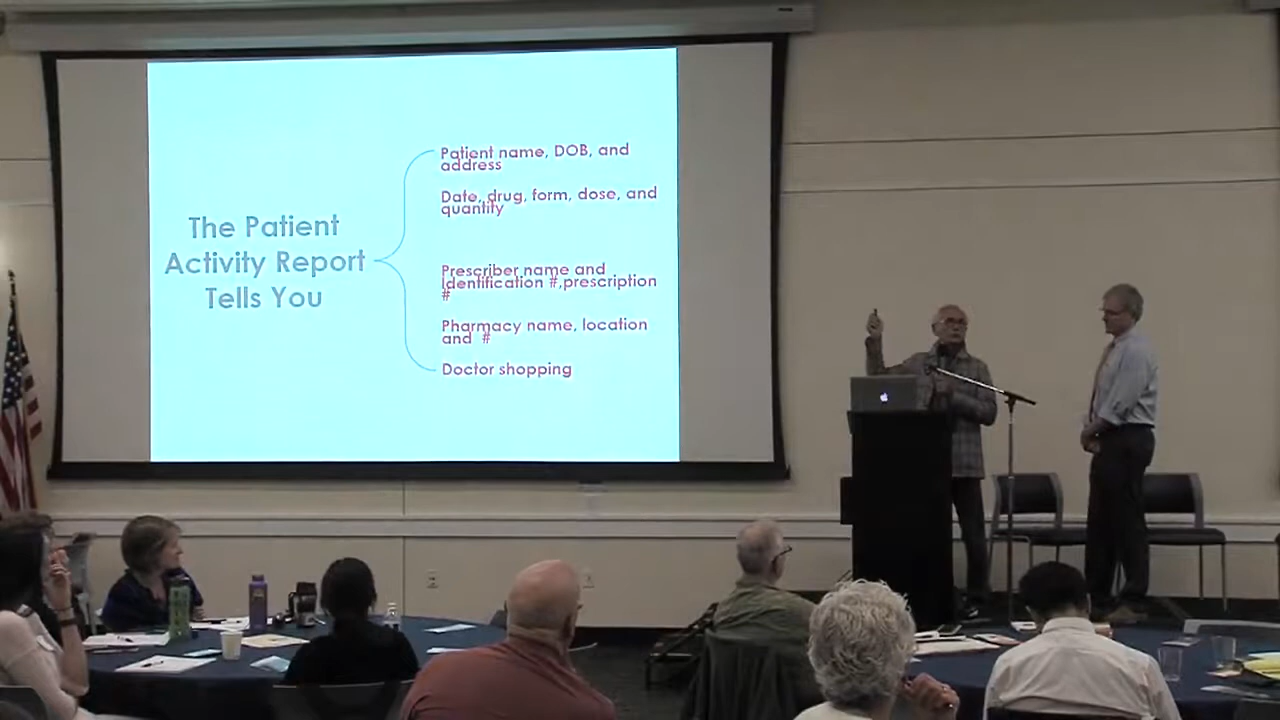 The Patient
Activity Report
Tells You
Patient name, DOB, and
address
Date, drug, form, dose, and
quantity
Prescriber name and
Identification #,prescription
#
Pharmacy name, location
and #
Doctor shopping